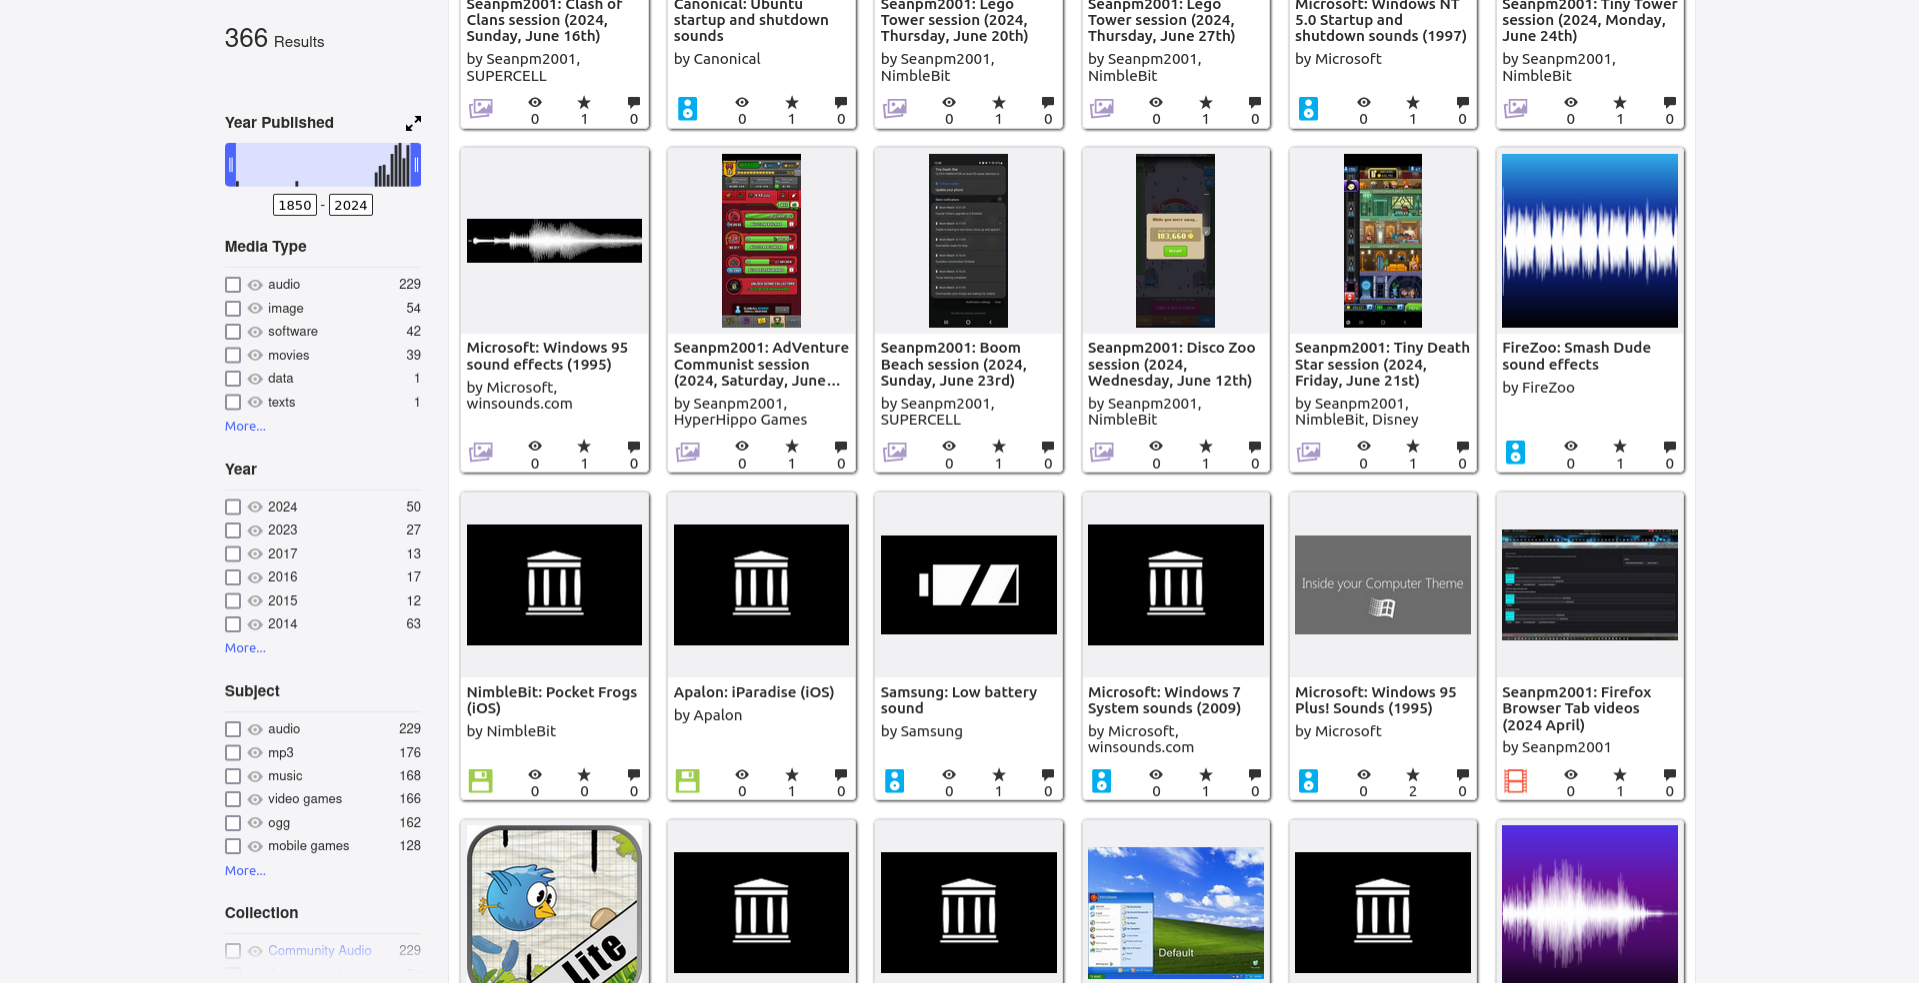 366 Results
Year Published
1850 - 2024
Media Type
audio 229
image 54
software 42
movies 39
data 1
texts 1
More...
Year
2024 50
2023 27
2017 13
2016 17
2015 12
2014 63
More...
Subject
audio 229
mp3 176
music 168
video games 166
ogg 162
mobile games 128
More...
Collection
Community Audio 229
Seanpm2001: Clash of
Clans session (2024,
Sunday, June 16th)
by Seanpm2001,
SUPERCELL
0 1 0
Canonical: Ubuntu
startup and shutdown
sounds
by Canonical
0 1 0
Seanpm2001: Lego
Tower session (2024,
Thursday, June 20th)
by Seanpm2001,
NimbleBit
0 1 0
Seanpm2001: Lego
Tower session (2024,
Thursday, June 27th)
by Seanpm2001,
NimbleBit
0 1 0
Microsoft: Windows NT
5.0 Startup and
shutdown sounds (1997)
by Microsoft
0 1 0
Seanpm2001: Tiny Tower
session (2024, Monday,
June 24th)
by Seanpm2001,
NimbleBit
0 1 0
Microsoft: Windows 95
sound effects (1995)
by Microsoft,
winsounds.com
0 1 0
Seanpm2001: AdVenture
Communist session
(2024, Saturday, June...
by Seanpm2001,
HyperHippo Games
0 1 0
Seanpm2001: Boom
Beach session (2024,
Sunday, June 23rd)
by Seanpm2001,
SUPERCELL
0 1 0
While you were away...
183,660
Seanpm2001: Disco Zoo
session (2024,
Wednesday, June 12th)
by Seanpm2001,
NimbleBit
0 1 0
Seanpm2001: Tiny Death
Star session (2024,
Friday, June 21st)
by Seanpm2001,
NimbleBit, Disney
0 1 0
FireZoo: Smash Dude
sound effects
by FireZoo
0 1 0
NimbleBit: Pocket Frogs
(iOS)
by NimbleBit
0 0 0
Apalon: iParadise (iOS)
by Apalon
0 1 0
Samsung: Low battery
sound
by Samsung
0 1 0
Microsoft: Windows 7
System sounds (2009)
by Microsoft,
winsounds.com
0 1 0
Inside your Computer Theme
Microsoft: Windows 95
Plus! Sounds (1995)
by Microsoft
0 2 0
Seanpm2001: Firefox
Browser Tab videos
(2024 April)
by Seanpm2001
0 1 0
Lite
Default